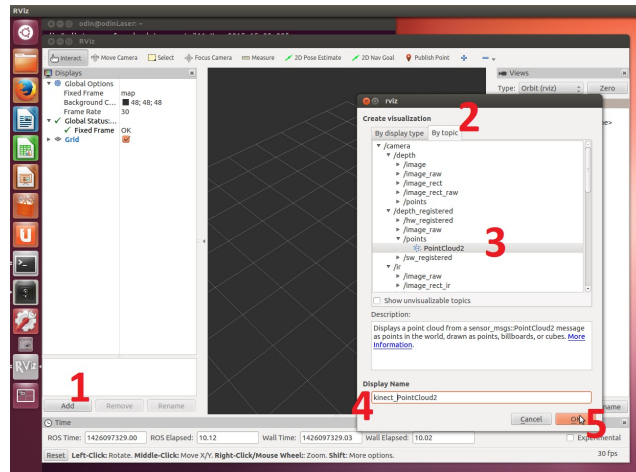 RViz
odin@odinLaser: ~
RViz
Interact
Move Camera
Select
Focus Camera
Measure
2D Pose Estimate
2D Nav Goal
Publish Point
Displays
Global Options
Fixed Frame map
Background C... 48; 48; 48
Frame Rate 30
Global Status:...
Fixed Frame OK
Grid
Views
Type: Orbit (rviz) Zero
rviz
Create visualization
By display type By topic
2
/camera
/depth
/image
/image_raw
/image_rect
/image_rect_raw
/points
/depth_registered
/hw_registered
/image_raw
/points
PointCloud2
3
/sw_registered
/ir
/image_raw
/image_rect_ir
Show unvisualizable topics
Description:
Displays a point cloud from a sensor_msgs::PointCloud2 message
as points in the world, drawn as points, billboards, or cubes. More
Information.
Display Name
4
kinect_PointCloud2
Cancel OK
5
1
Add Remove Rename
name
Time
ROS Time: 1426097329.00 ROS Elapsed: 10.12 Wall Time: 1426097329.03 Wall Elapsed: 10.02 Experimental
Reset Left-Click: Rotate. Middle-Click: Move X/Y. Right-Click/Mouse Wheel: Zoom. Shift: More options. 30 fps
RViz